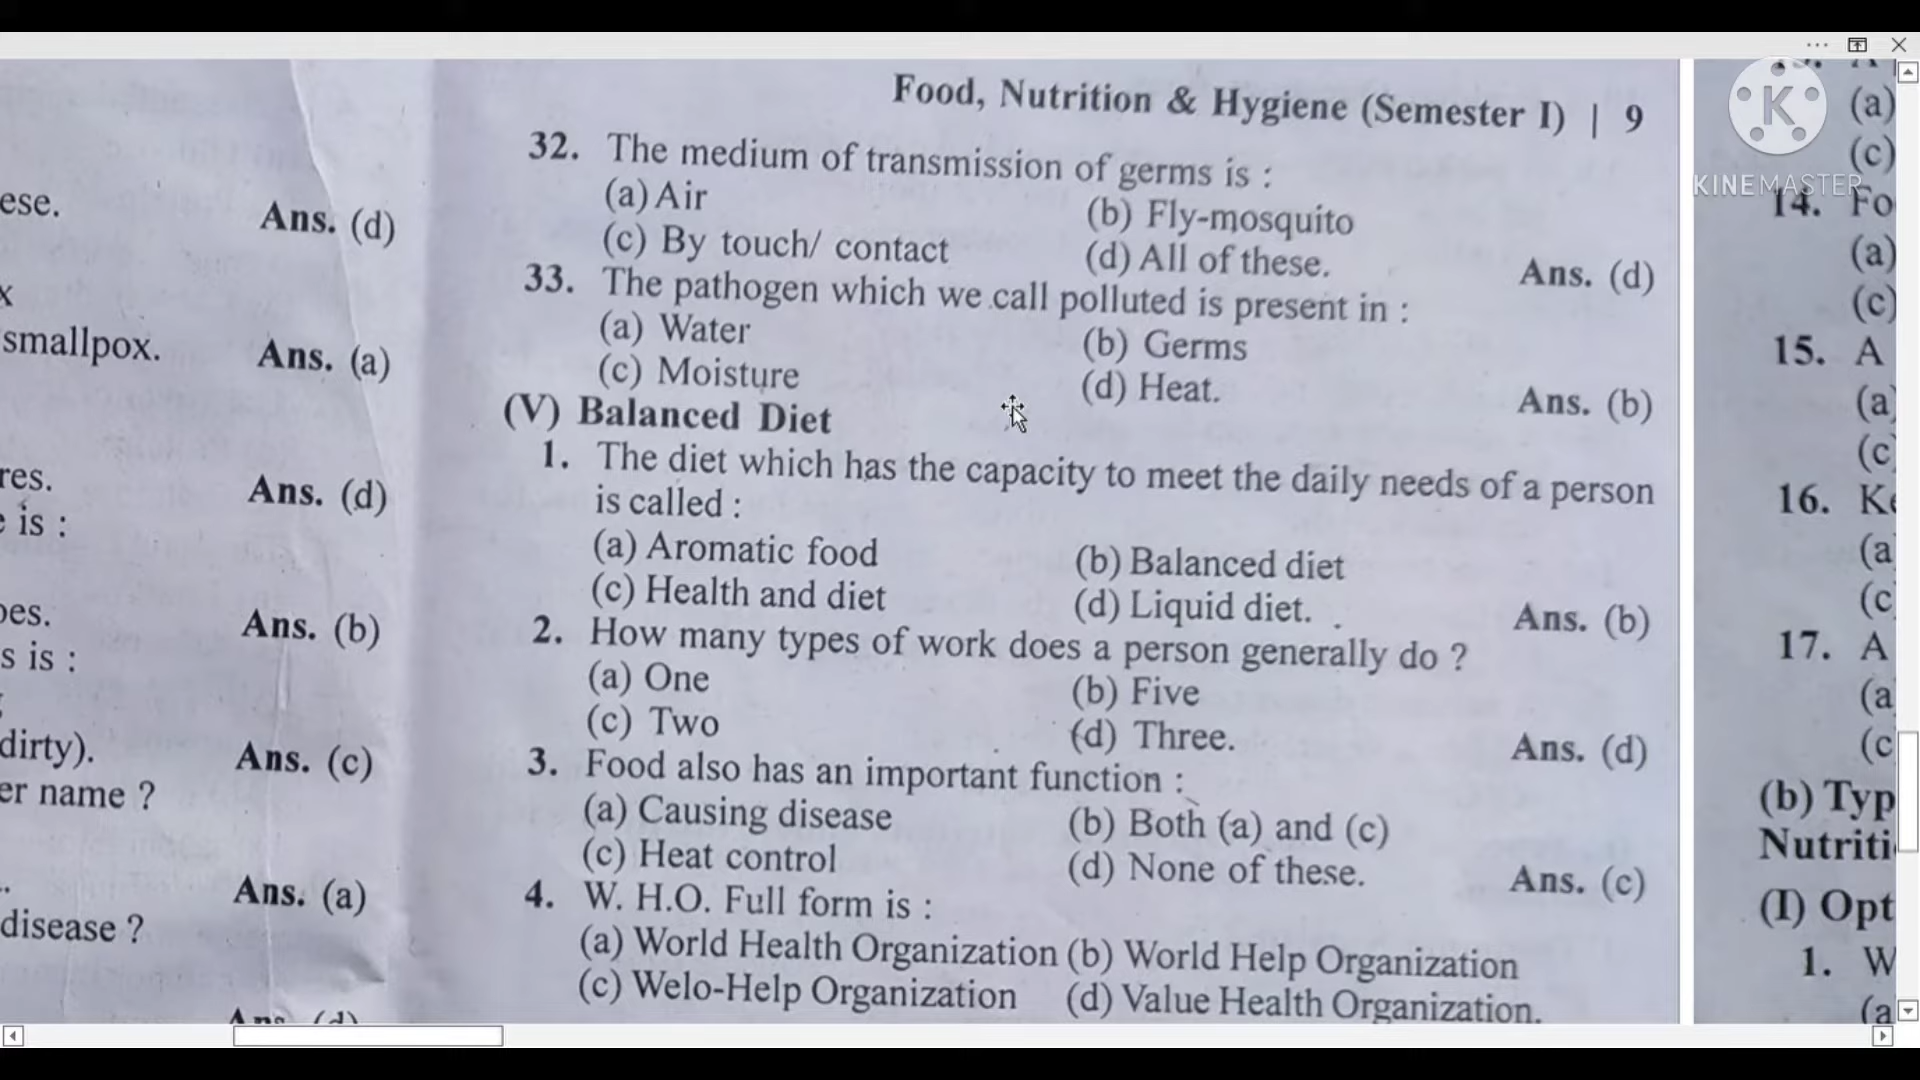 Food, Nutrition & Hygiene (Semester I) | 9
32. The medium of transmission of germs is :
(a) Air (b) Fly-mosquito
(c) By touch/ contact (d) All of these. Ans. (d)
33. The pathogen which we call polluted is present in :
(a) Water (b) Germs
(c) Moisture (d) Heat. Ans. (b)
(V) Balanced Diet
1. The diet which has the capacity to meet the daily needs of a person
is called :
(a) Aromatic food (b) Balanced diet
(c) Health and diet (d) Liquid diet. Ans. (b)
2. How many types of work does a person generally do ?
(a) One (b) Five
(c) Two (d) Three. Ans. (d)
3. Food also has an important function :
(a) Causing disease (b) Both (a) and (c)
(c) Heat control (d) None of these. Ans. (c)
4. W. H.O. Full form is :
(a) World Health Organization (b) World Help Organization
(c) Welo-Help Organization (d) Value Health Organization.
ese. Ans. (d)
x
smallpox. Ans. (a)
res. Ans. (d)
is :
oes. Ans. (b)
s is :
dirty). Ans. (c)
er name ?
Ans. (a)
disease ?
Ans. (d)
(a)
(c)
14. Fo
(a)
(c)
15. A
(a)
(c)
16. Ke
(a
(c
17. A
(a
(c
(b) Typ
Nutriti
(I) Opt
1. W
(a
K
KINEMASTER